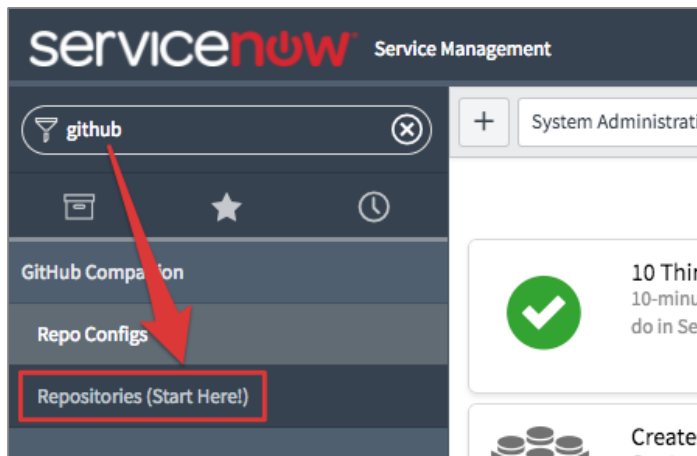 servicenow Service Management
github
+ System Administrati
GitHub Compa on
Repo Configs
Repositories (Start Here!)
10 Thi
10-minu
do in Se
Create